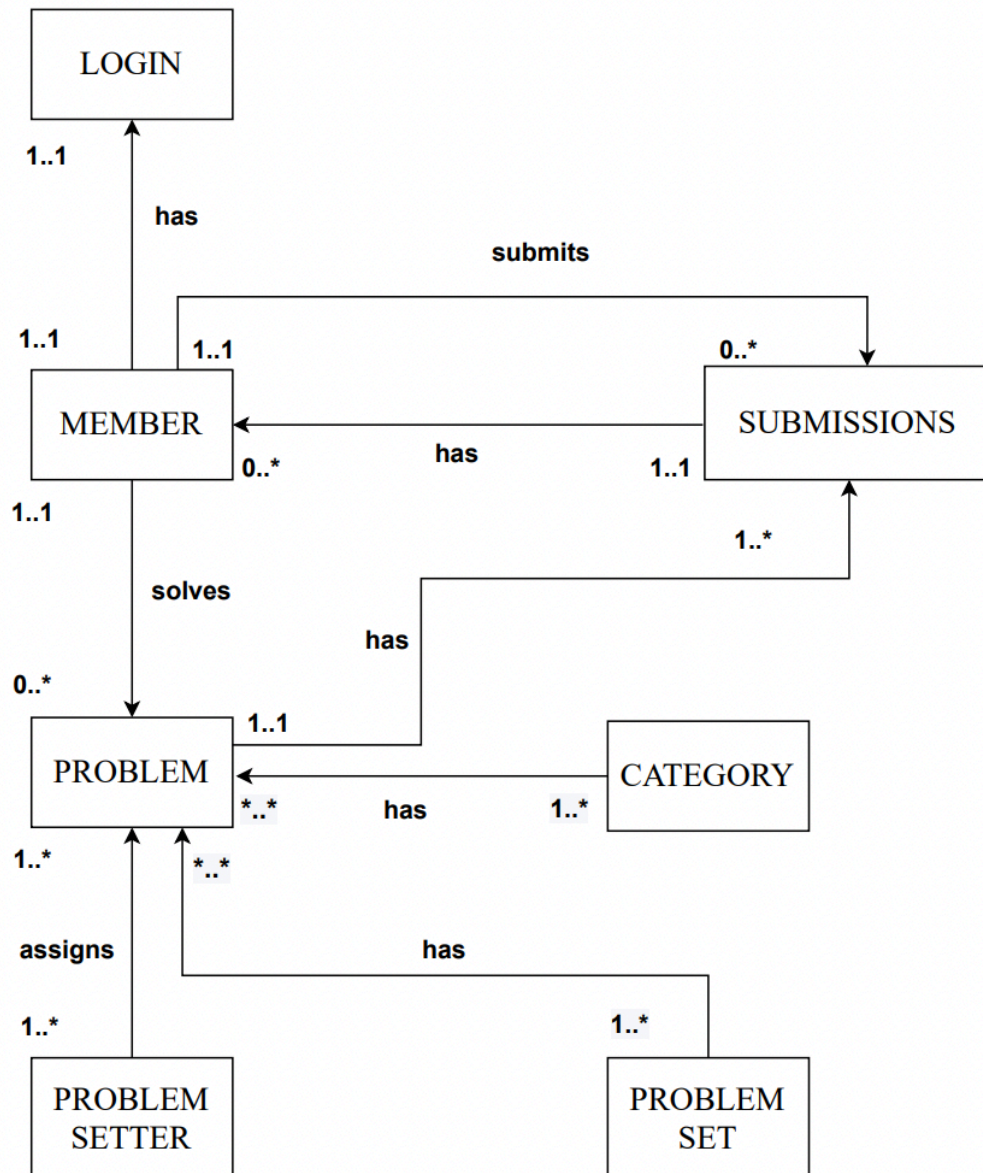 LOGIN
1..1
has
submits
1..1
1..1
0..*
MEMBER
SUBMISSIONS
has
0..*
1..1
1..1
1..*
solves
has
0..*
1..1
PROBLEM
CATEGORY
*..*
has
1..*
1..*
*..*
assigns
has
1..*
1..*
PROBLEM
SETTER
PROBLEM
SET